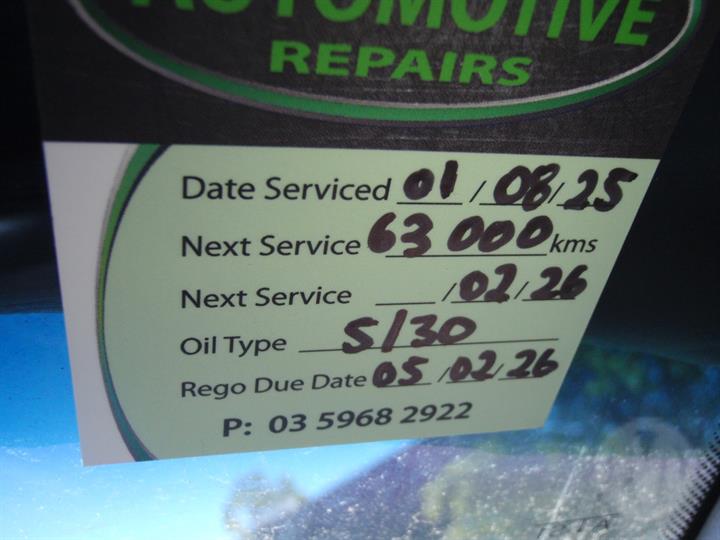 AUTOMOTIVE
REPAIRS
Date Serviced 01/08/25
Next Service 63 000 kms
Next Service ___/02/26
Oil Type 5/30
Rego Due Date 05/02/26
P: 03 5968 2922